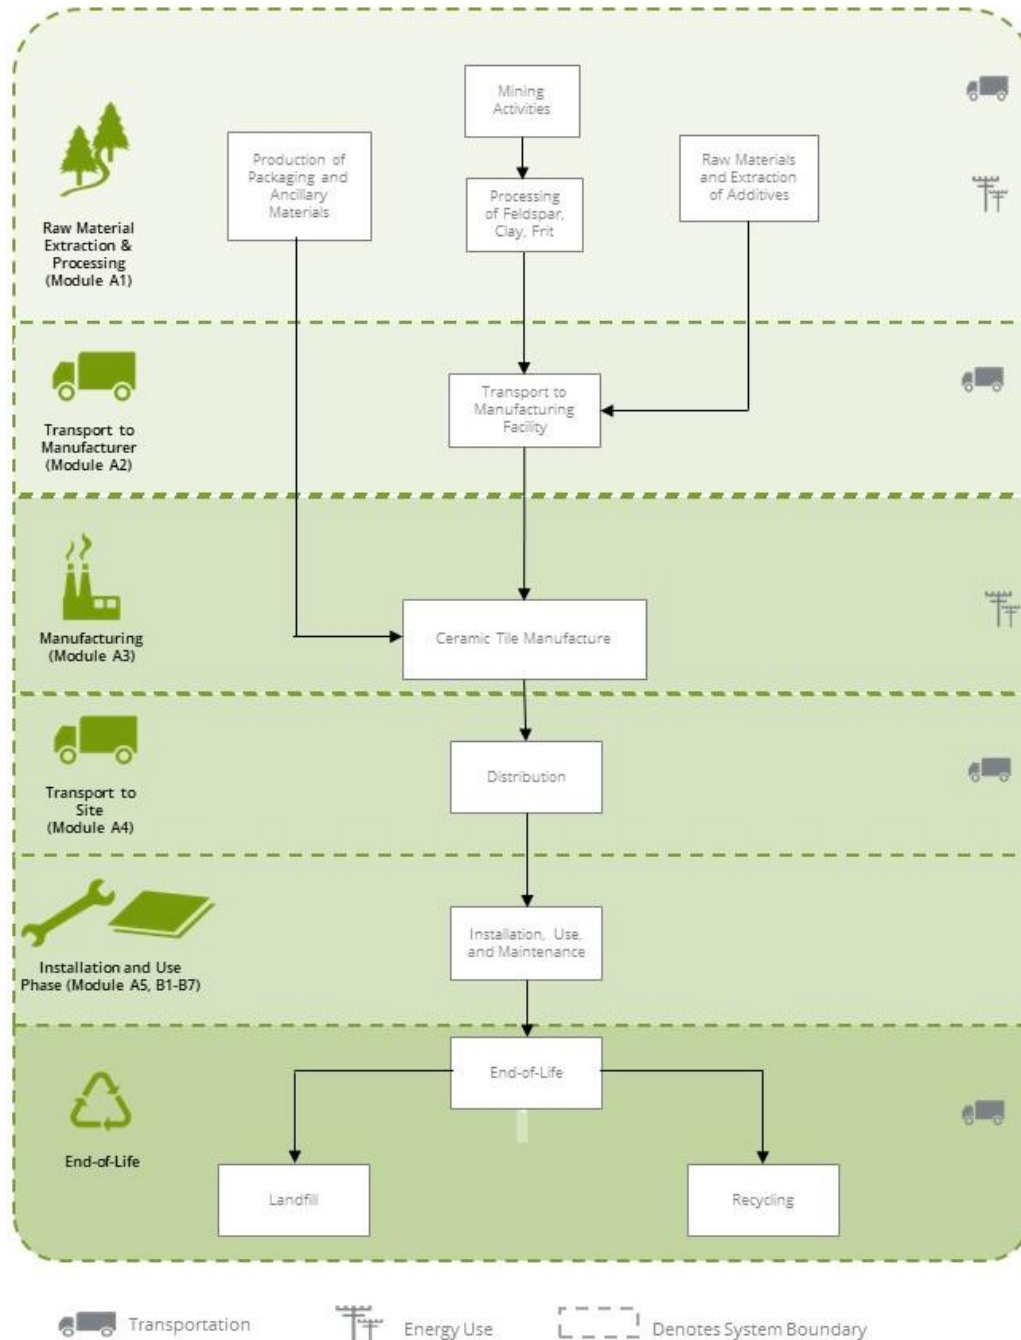 Mining
Activities
Production of
Packaging and
Ancillary
Materials
Raw Materials
and Extraction
of Additives
Processing
of Feldspar,
Clay, Frit
Raw Material
Extraction &
Processing
(Module A1)
Transport to
Manufacturing
Facility
Transport to
Manufacturer
(Module A2)
Ceramic Tile Manufacture
Manufacturing
(Module A3)
Distribution
Transport to
Site
(Module A4)
Installation, Use,
and Maintenance
Installation and Use
Phase (Module A5, B1-B7)
End-of-Life
End-of-Life
Landfill
Recycling
Transportation
Energy Use
Denotes System Boundary